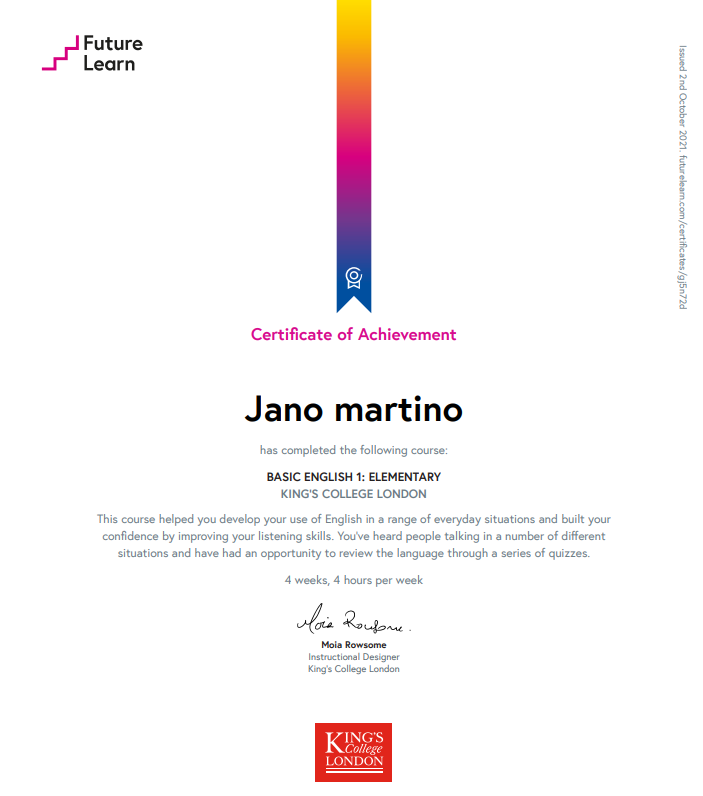 Future
Learn
Issued 2nd October 2021. futurelearn.com/certificates/gj5n72d
Certificate of Achievement
Jano martino
has completed the following course:
BASIC ENGLISH 1: ELEMENTARY
KING'S COLLEGE LONDON
This course helped you develop your use of English in a range of everyday situations and built your
confidence by improving your listening skills. You've heard people talking in a number of different
situations and have had an opportunity to review the language through a series of quizzes.
4 weeks, 4 hours per week
Moia Rowsome.
Moia Rowsome
Instructional Designer
King's College London
KING'S
College
LONDON